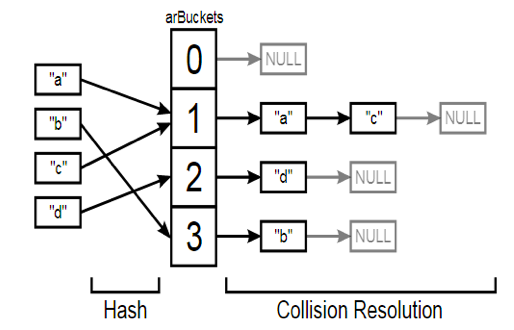 arBuckets
0 NULL
"a"
1 "a" "c" NULL
"b"
"c"
2 "d" NULL
"d"
3 "b" NULL
Hash Collision Resolution